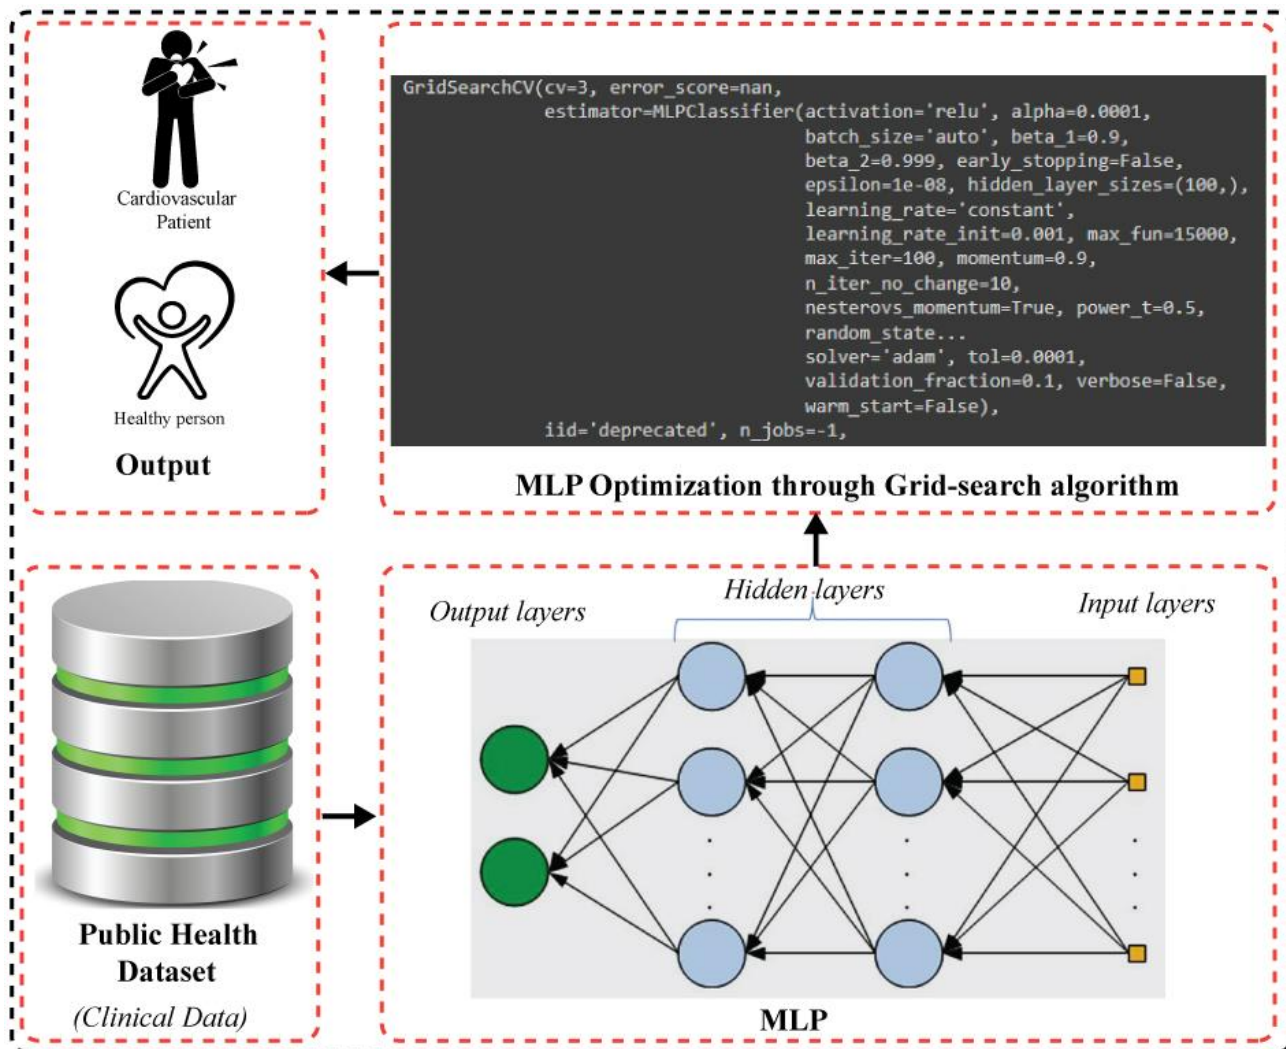 Cardiovascular
Patient
Healthy person
Output
GridSearchCV(cv=3, error_score=nan,
estimator=MLPClassifier(activation='relu', alpha=0.0001,
batch_size='auto', beta_1=0.9,
beta_2=0.999, early_stopping=False,
epsilon=1e-08, hidden_layer_sizes=(100,),
learning_rate='constant',
learning_rate_init=0.001, max_fun=15000,
max_iter=100, momentum=0.9,
n_iter_no_change=10,
nesterovs_momentum=True, power_t=0.5,
random_state...
solver='adam', tol=0.0001,
validation_fraction=0.1, verbose=False,
warm_start=False),
iid='deprecated', n_jobs=-1,
MLP Optimization through Grid-search algorithm
Public Health
Dataset
(Clinical Data)
Output layers
Hidden layers
Input layers
MLP